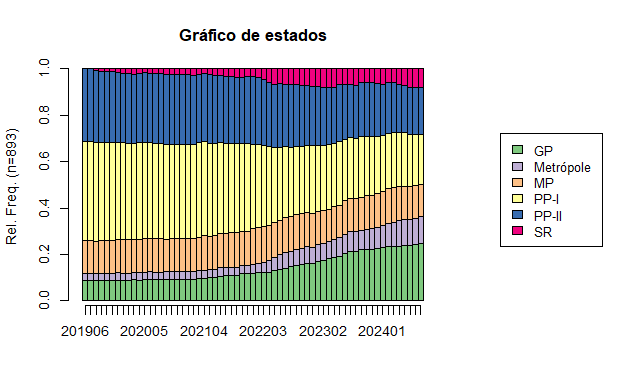 Gráfico de estados
Rel. Freq. (n=893)
1.0
0.8
0.6
0.4
0.2
0.0
201906
202005
202104
202203
202302
202401
GP
Metrópole
MP
PP-I
PP-II
SR